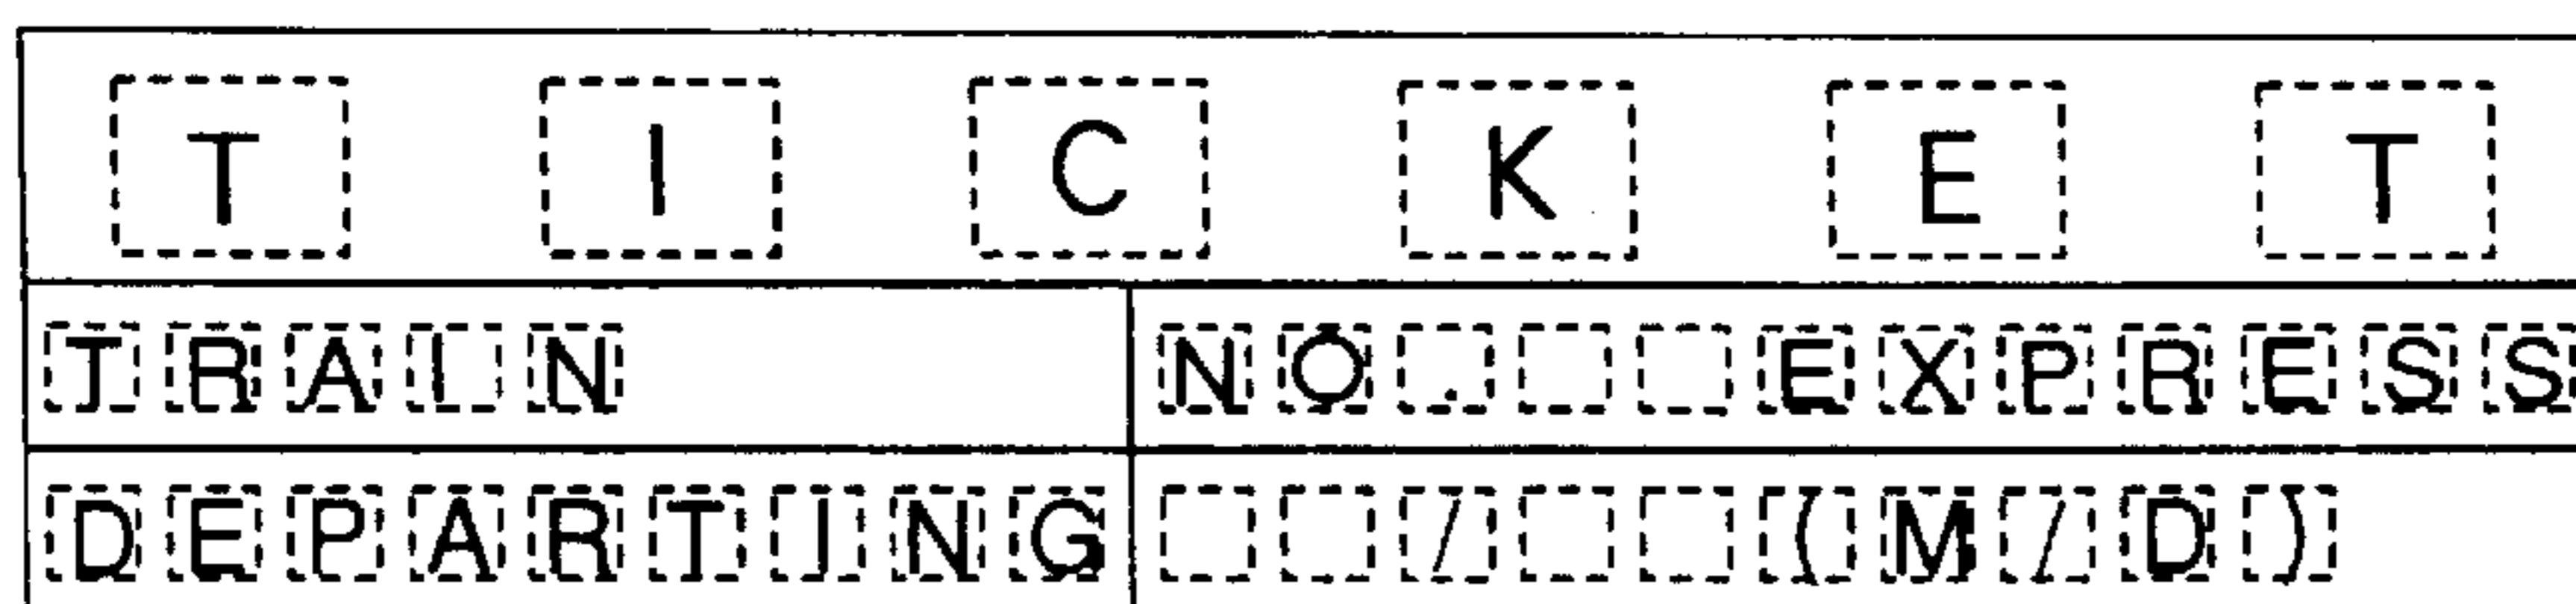 TICKET
TRAIN NO.  EXPRESS
DEPARTING   /  (M/D)